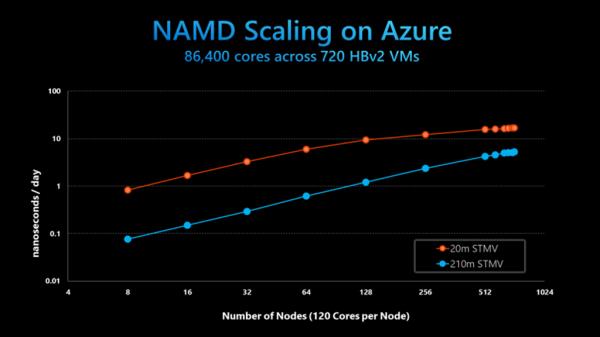 NAMD Scaling on Azure
86,400 cores across 720 HBv2 VMs
100
10
1
0.1
0.01
nanoseconds / day
4 8 16 32 64 128 256 512 1024
Number of Nodes (120 Cores per Node)
20m STMV
210m STMV